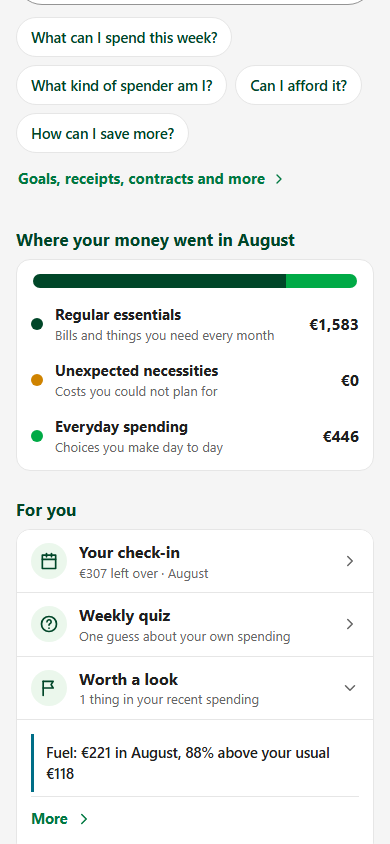 What can I spend this week?
What kind of spender am I?
Can I afford it?
How can I save more?
Goals, receipts, contracts and more
Where your money went in August
Regular essentials
€1,583
Bills and things you need every month
Unexpected necessities
€0
Costs you could not plan for
Everyday spending
€446
Choices you make day to day
For you
Your check-in
€307 left over · August
Weekly quiz
One guess about your own spending
Worth a look
1 thing in your recent spending
Fuel: €221 in August, 88% above your usual
€118
More